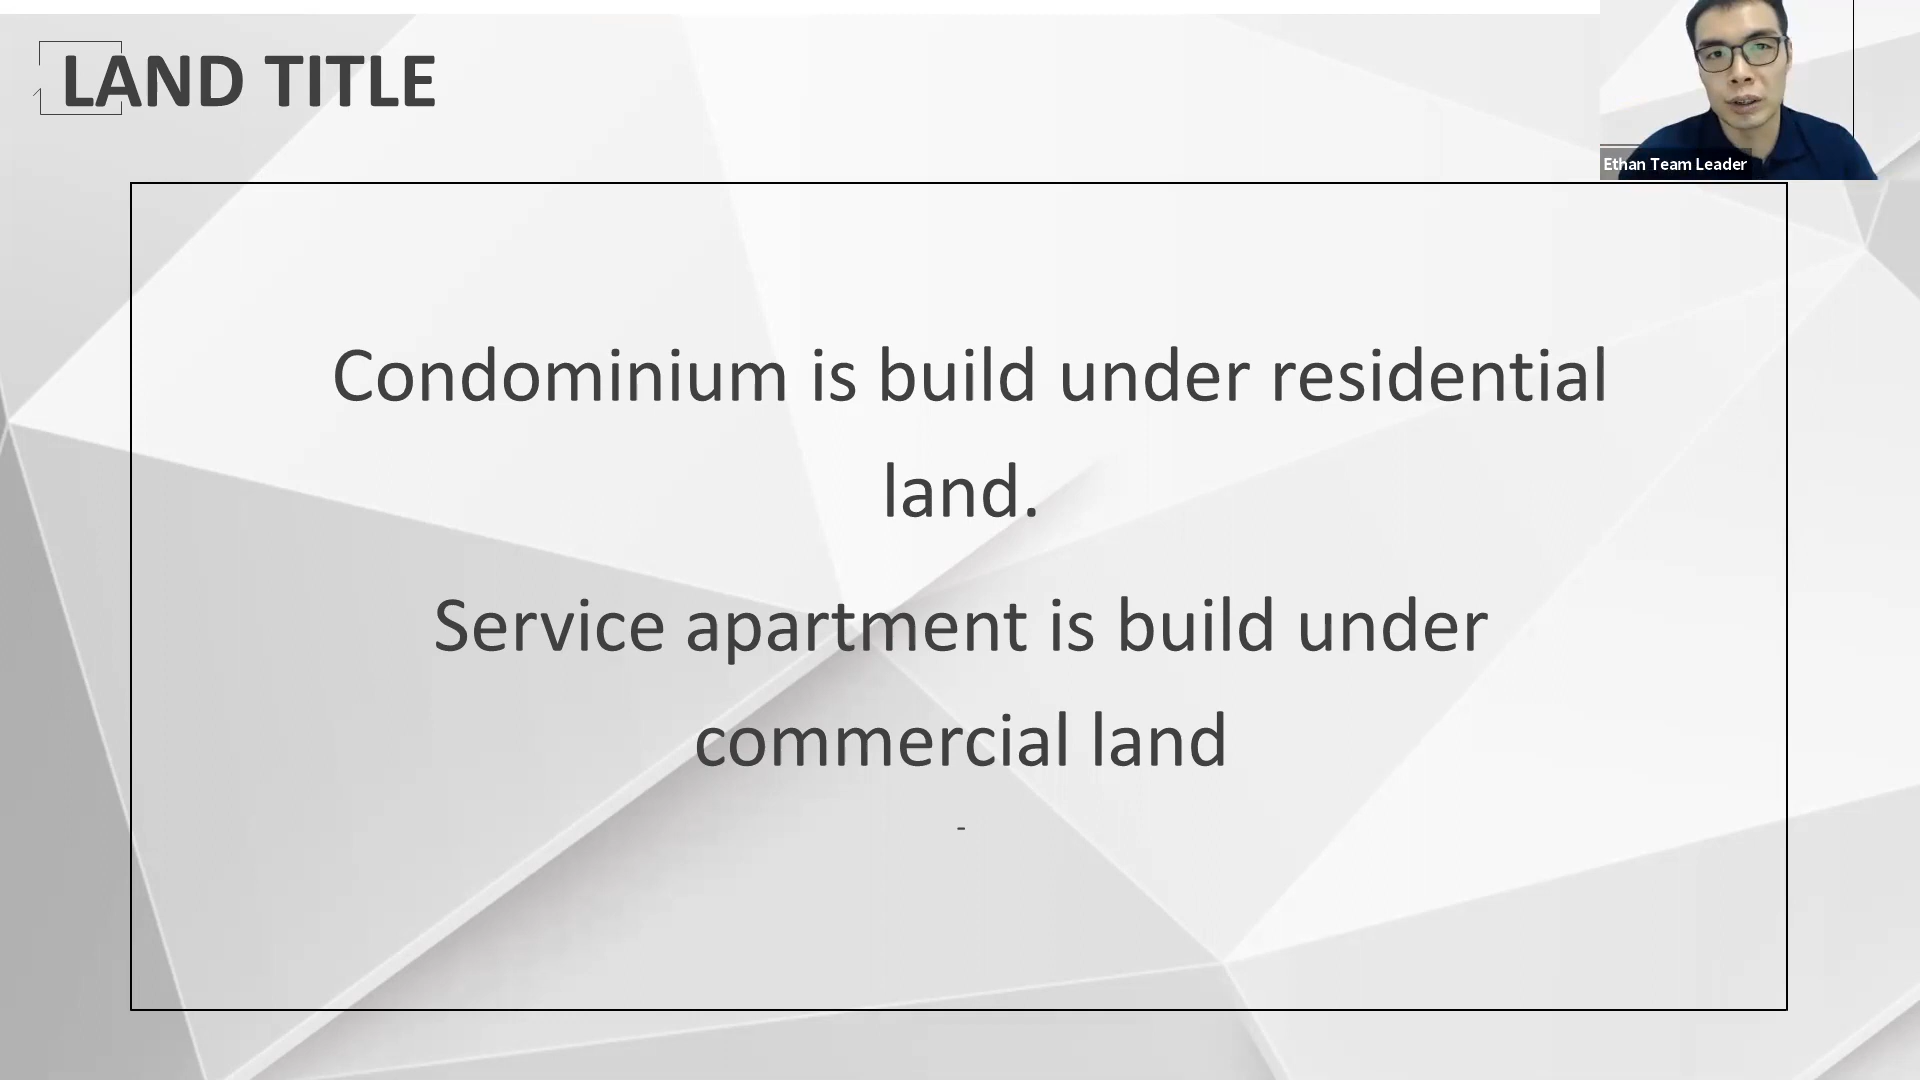 LAND TITLE
Ethan Team Leader
Condominium is build under residential
land.
Service apartment is build under
commercial land
-